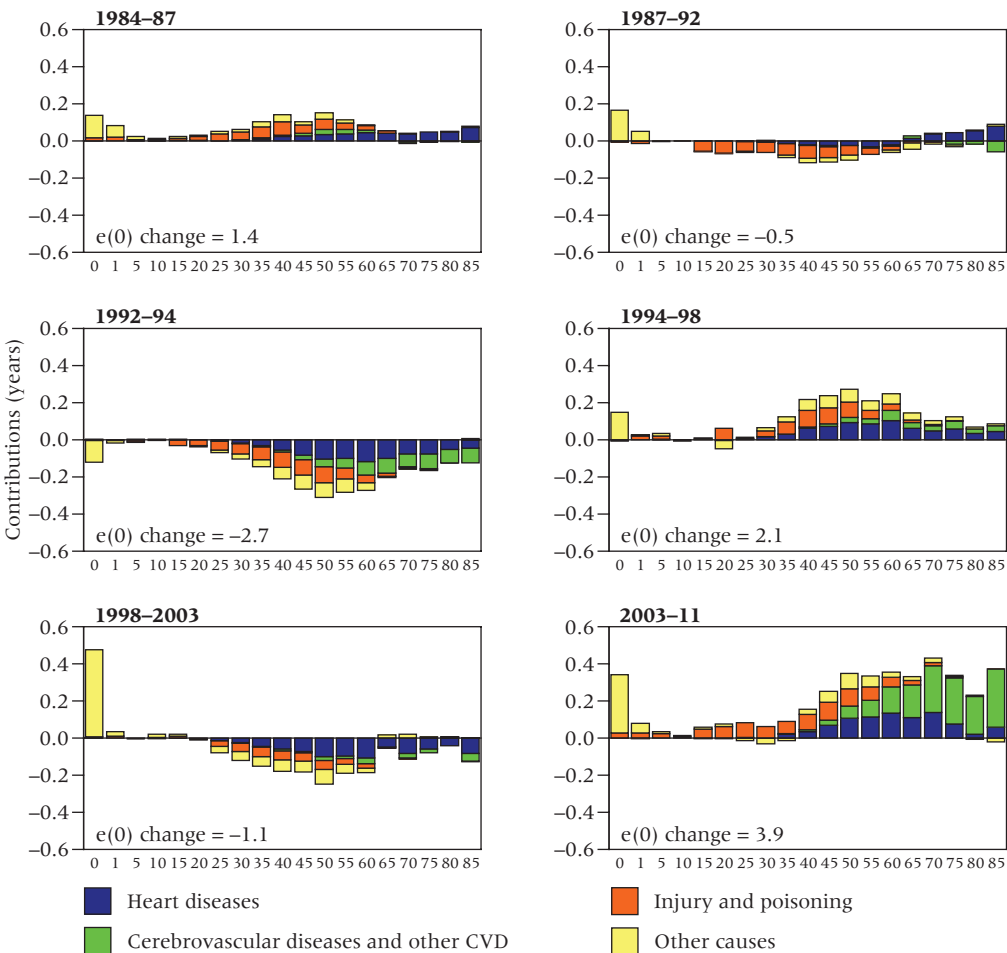 1984–87
0.6
0.4
0.2
0.0
–0.2
–0.4
–0.6
e(0) change = 1.4
0 1 5 10 15 20 25 30 35 40 45 50 55 60 65 70 75 80 85
1987–92
0.6
0.4
0.2
0.0
–0.2
–0.4
–0.6
e(0) change = –0.5
0 1 5 10 15 20 25 30 35 40 45 50 55 60 65 70 75 80 85
Contributions (years)
1992–94
0.6
0.4
0.2
0.0
–0.2
–0.4
–0.6
e(0) change = –2.7
0 1 5 10 15 20 25 30 35 40 45 50 55 60 65 70 75 80 85
1994–98
0.6
0.4
0.2
0.0
–0.2
–0.4
–0.6
e(0) change = 2.1
0 1 5 10 15 20 25 30 35 40 45 50 55 60 65 70 75 80 85
1998–2003
0.6
0.4
0.2
0.0
–0.2
–0.4
–0.6
e(0) change = –1.1
0 1 5 10 15 20 25 30 35 40 45 50 55 60 65 70 75 80 85
2003–11
0.6
0.4
0.2
0.0
–0.2
–0.4
–0.6
e(0) change = 3.9
0 1 5 10 15 20 25 30 35 40 45 50 55 60 65 70 75 80 85
Heart diseases
Cerebrovascular diseases and other CVD
Injury and poisoning
Other causes